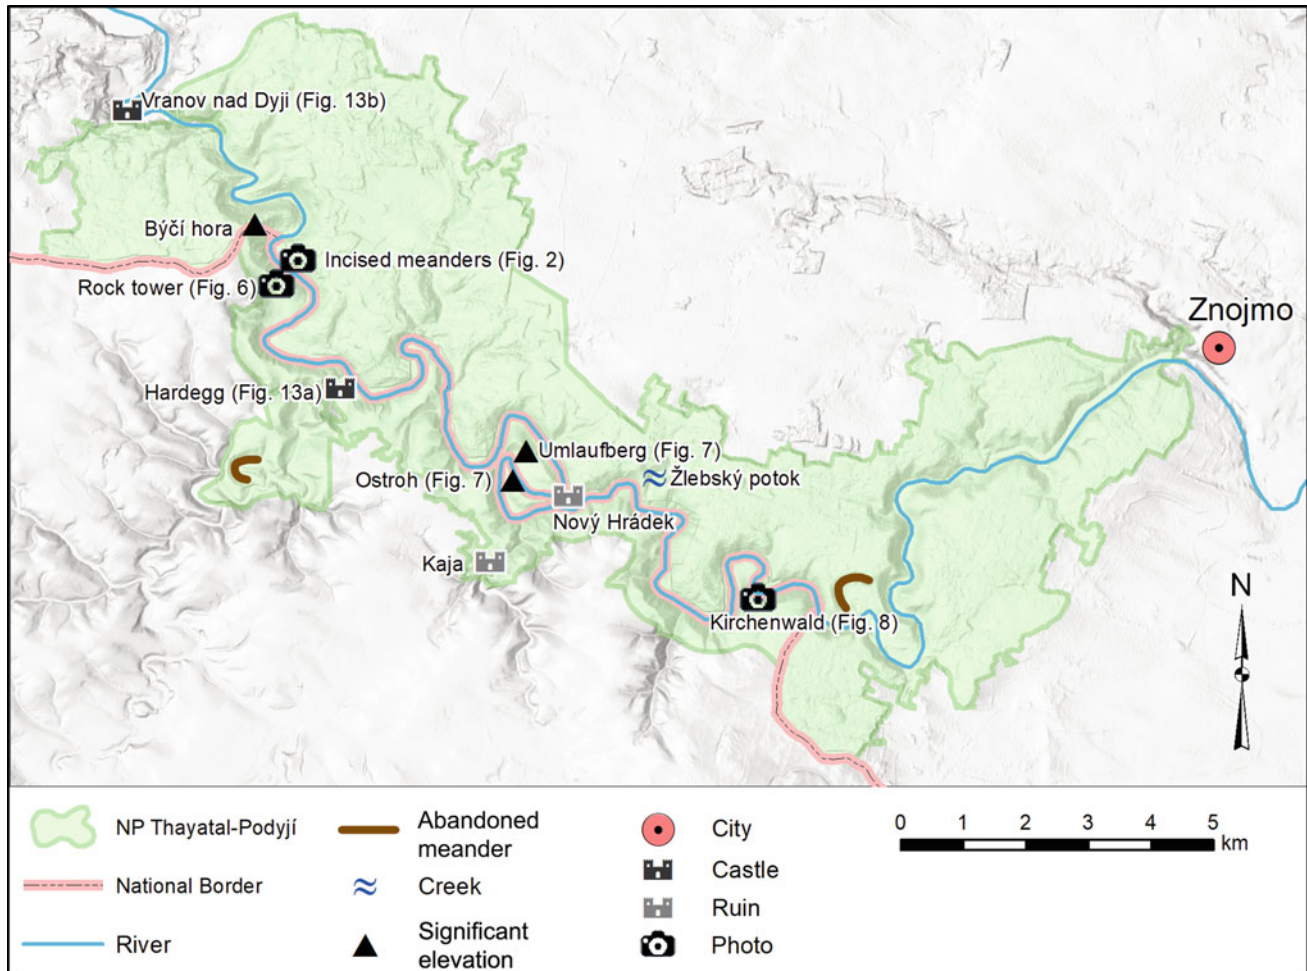 Vranov nad Dyji (Fig. 13b)
Býčí hora
Incised meanders (Fig. 2)
Rock tower (Fig. 6)
Znojmo
Hardegg (Fig. 13a)
Umlaufberg (Fig. 7)
Ostroh (Fig. 7)
Žlebský potok
Nový Hrádek
Kaja
Kirchenwald (Fig. 8)
N
NP Thayatal-Podyjí
National Border
River
Abandoned
meander
Creek
Significant
elevation
City
Castle
Ruin
Photo
0 1 2 3 4 5
km